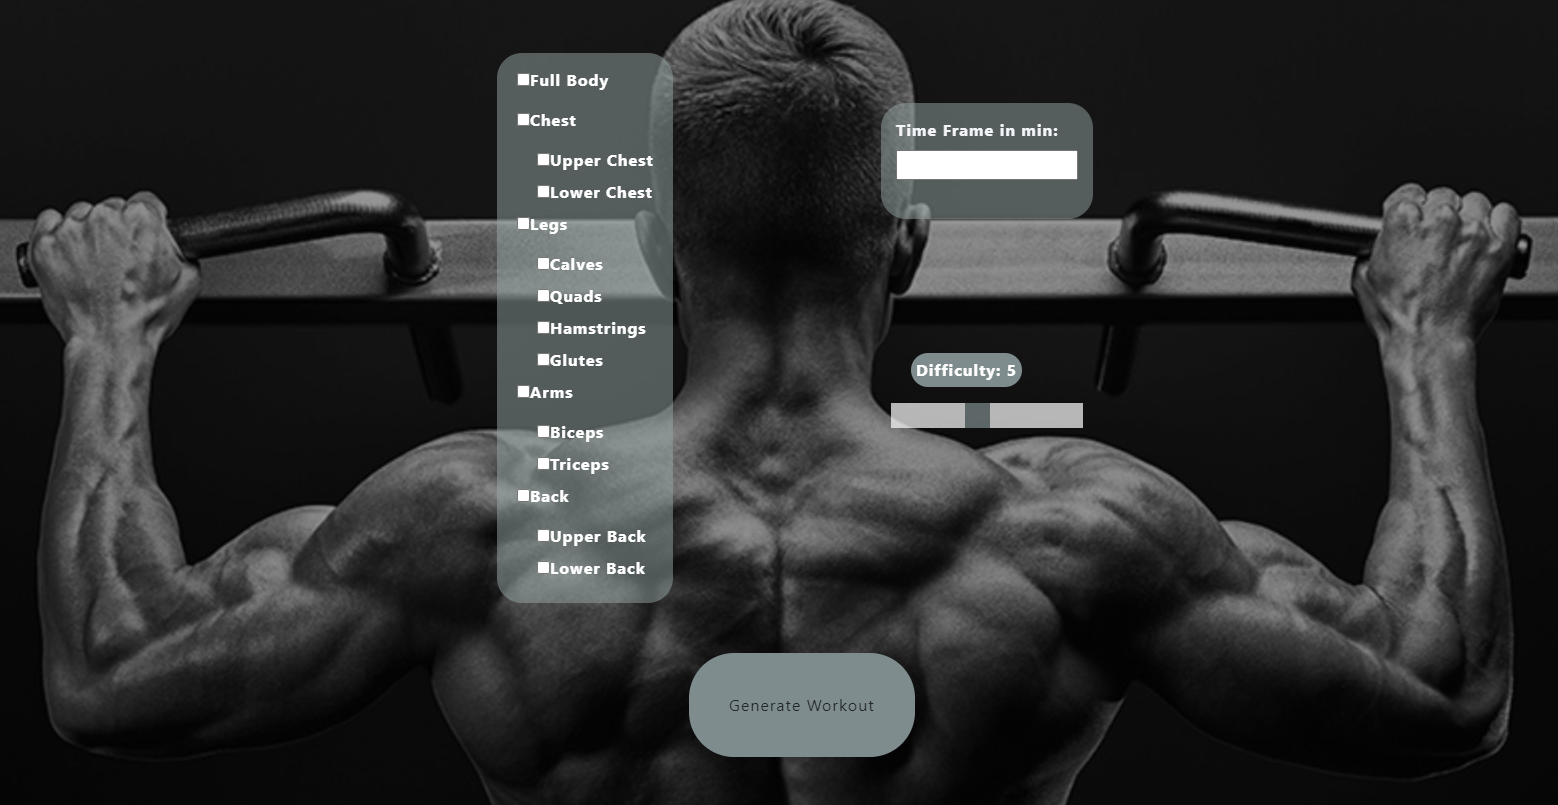 Full Body
Chest
Upper Chest
Lower Chest
Legs
Calves
Quads
Hamstrings
Glutes
Arms
Biceps
Triceps
Back
Upper Back
Lower Back
Time Frame in min:
Difficulty: 5
Generate Workout